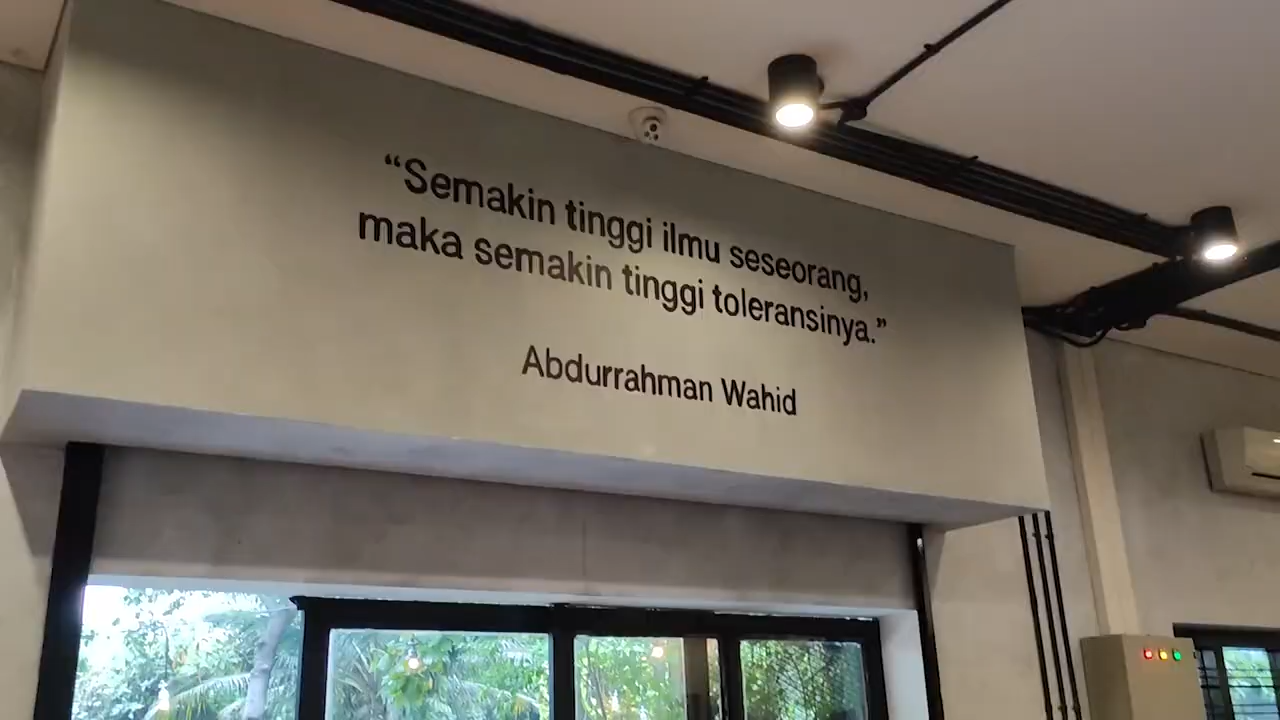 “Semakin tinggi ilmu seseorang,
maka semakin tinggi toleransinya.”
Abdurrahman Wahid